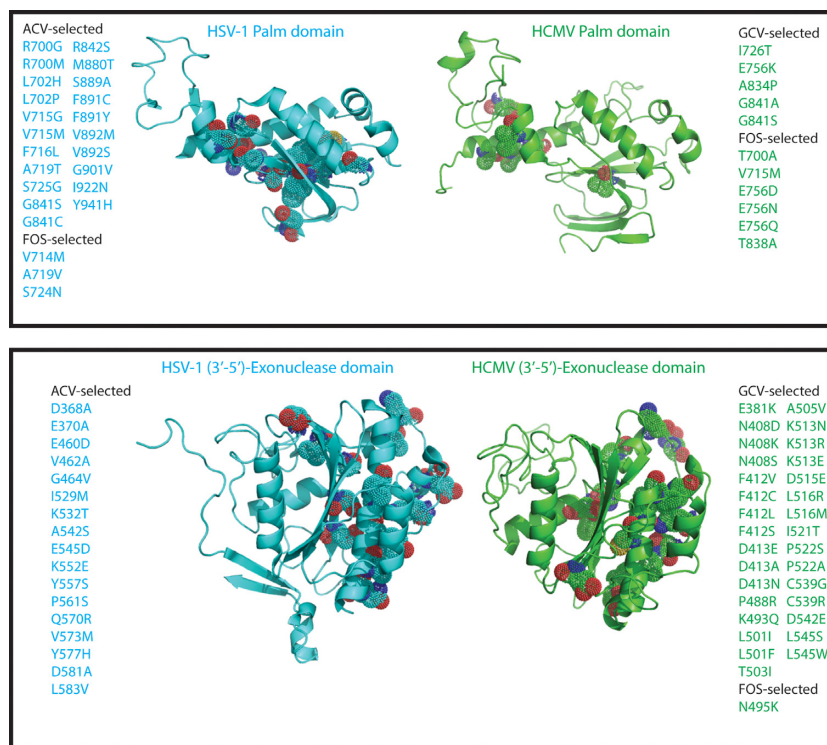 HSV-1 Palm domain
HCMV Palm domain
ACV-selected
R700G R842S
R700M M880T
L702H S889A
L702P F891C
V715G F891Y
V715M V892M
F716L V892S
A719T G901V
S725G I922N
G841S Y941H
G841C
FOS-selected
V714M
A719V
S724N
GCV-selected
I726T
E756K
A834P
G841A
G841S
FOS-selected
T700A
V715M
E756D
E756N
E756Q
T838A
HSV-1 (3’-5’)-Exonuclease domain
HCMV (3’-5’)-Exonuclease domain
ACV-selected
D368A
E370A
E460D
V462A
G464V
I529M
K532T
A542S
E545D
K552E
Y557S
P561S
Q570R
V573M
Y577H
D581A
L583V
GCV-selected
E381K A505V
N408D K513N
N408K K513R
N408S K513E
F412V D515E
F412C L516R
F412L L516M
F412S I521T
D413E P522S
D413A P522A
D413N C539G
P488R C539R
K493Q D542E
L501I L545S
L501F L545W
T503I
FOS-selected
N495K